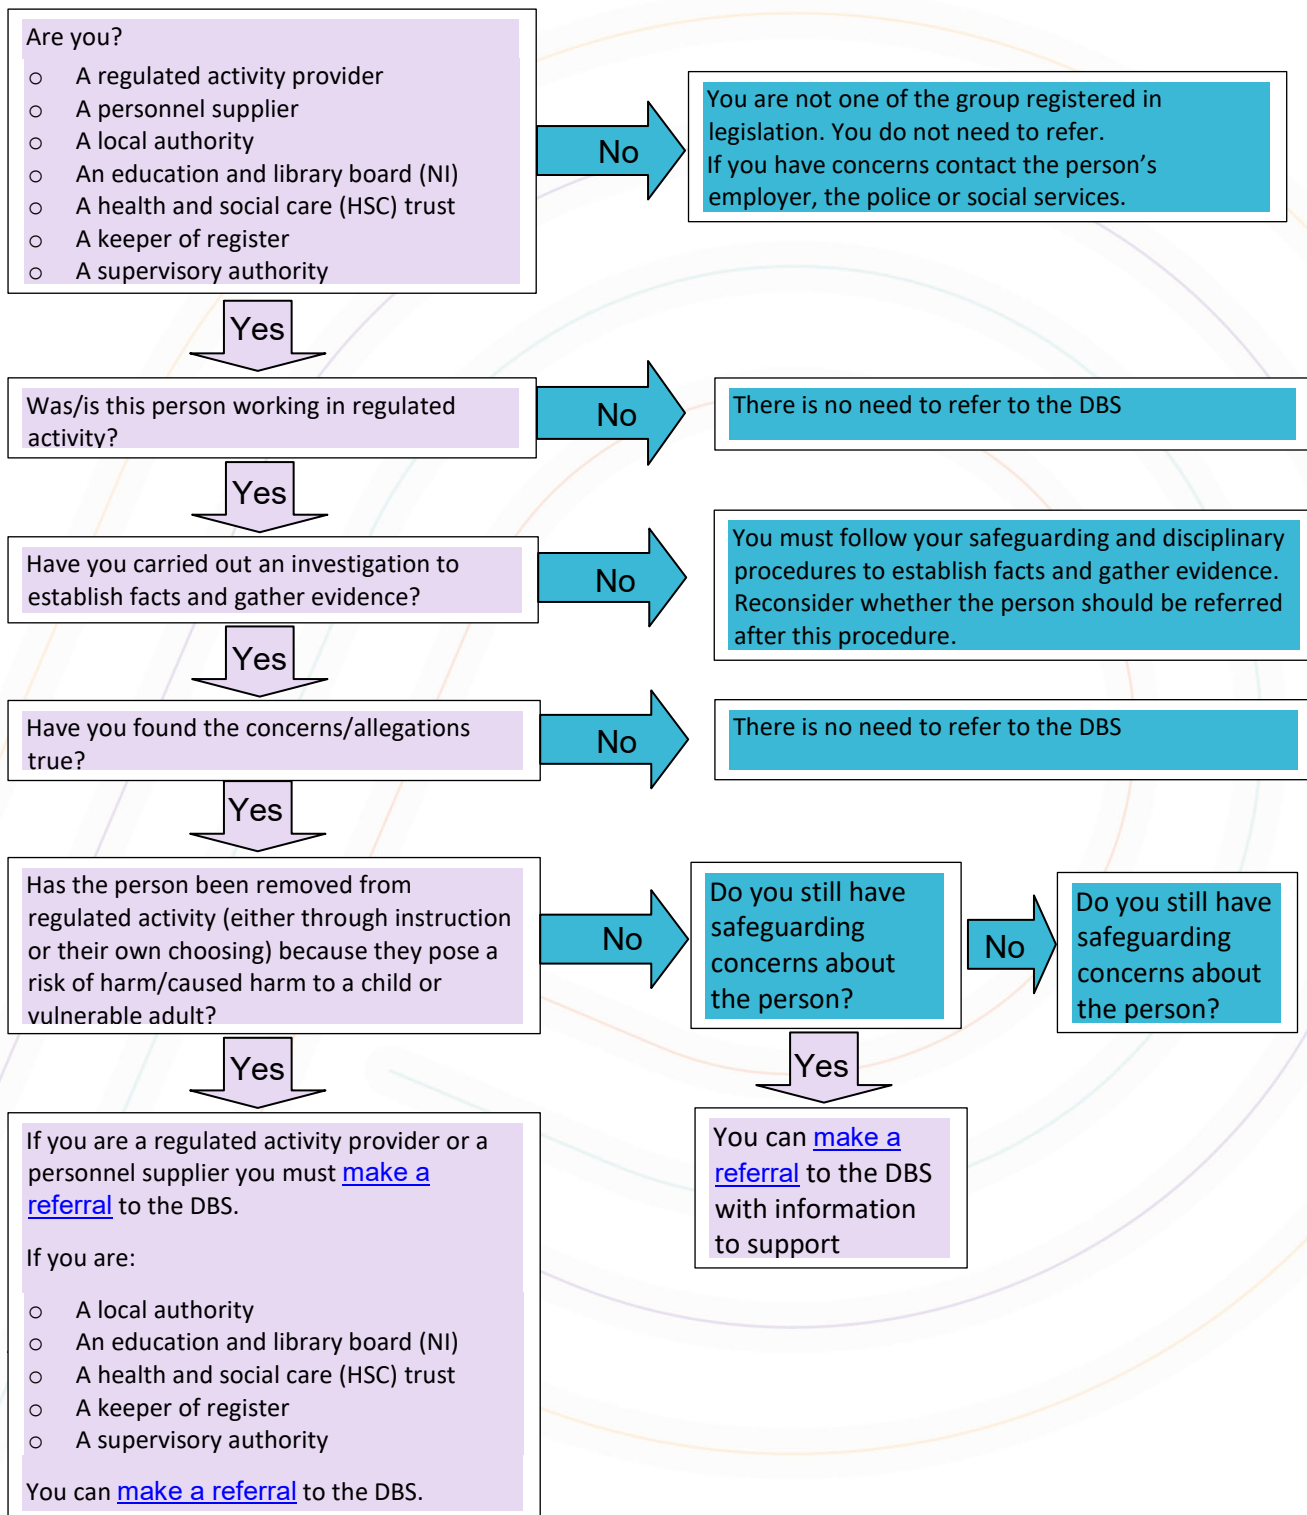 Are you?
o A regulated activity provider
o A personnel supplier
o A local authority
o An education and library board (NI)
o A health and social care (HSC) trust
o A keeper of register
o A supervisory authority
No
You are not one of the group registered in
legislation. You do not need to refer.
If you have concerns contact the person's
employer, the police or social services.
Yes
Was/is this person working in regulated
activity?
No
There is no need to refer to the DBS
Yes
Have you carried out an investigation to
establish facts and gather evidence?
No
You must follow your safeguarding and disciplinary
procedures to establish facts and gather evidence.
Reconsider whether the person should be referred
after this procedure.
Yes
Have you found the concerns/allegations
true?
No
There is no need to refer to the DBS
Yes
Has the person been removed from
regulated activity (either through instruction
or their own choosing) because they pose a
risk of harm/caused harm to a child or
vulnerable adult?
No
Do you still have
safeguarding
concerns about
the person?
No
Do you still have
safeguarding
concerns about
the person?
Yes
If you are a regulated activity provider or a
personnel supplier you must make a
referral to the DBS.
If you are:
o A local authority
o An education and library board (NI)
o A health and social care (HSC) trust
o A keeper of register
o A supervisory authority
You can make a referral to the DBS.
Yes
You can make a
referral to the DBS
with information
to support